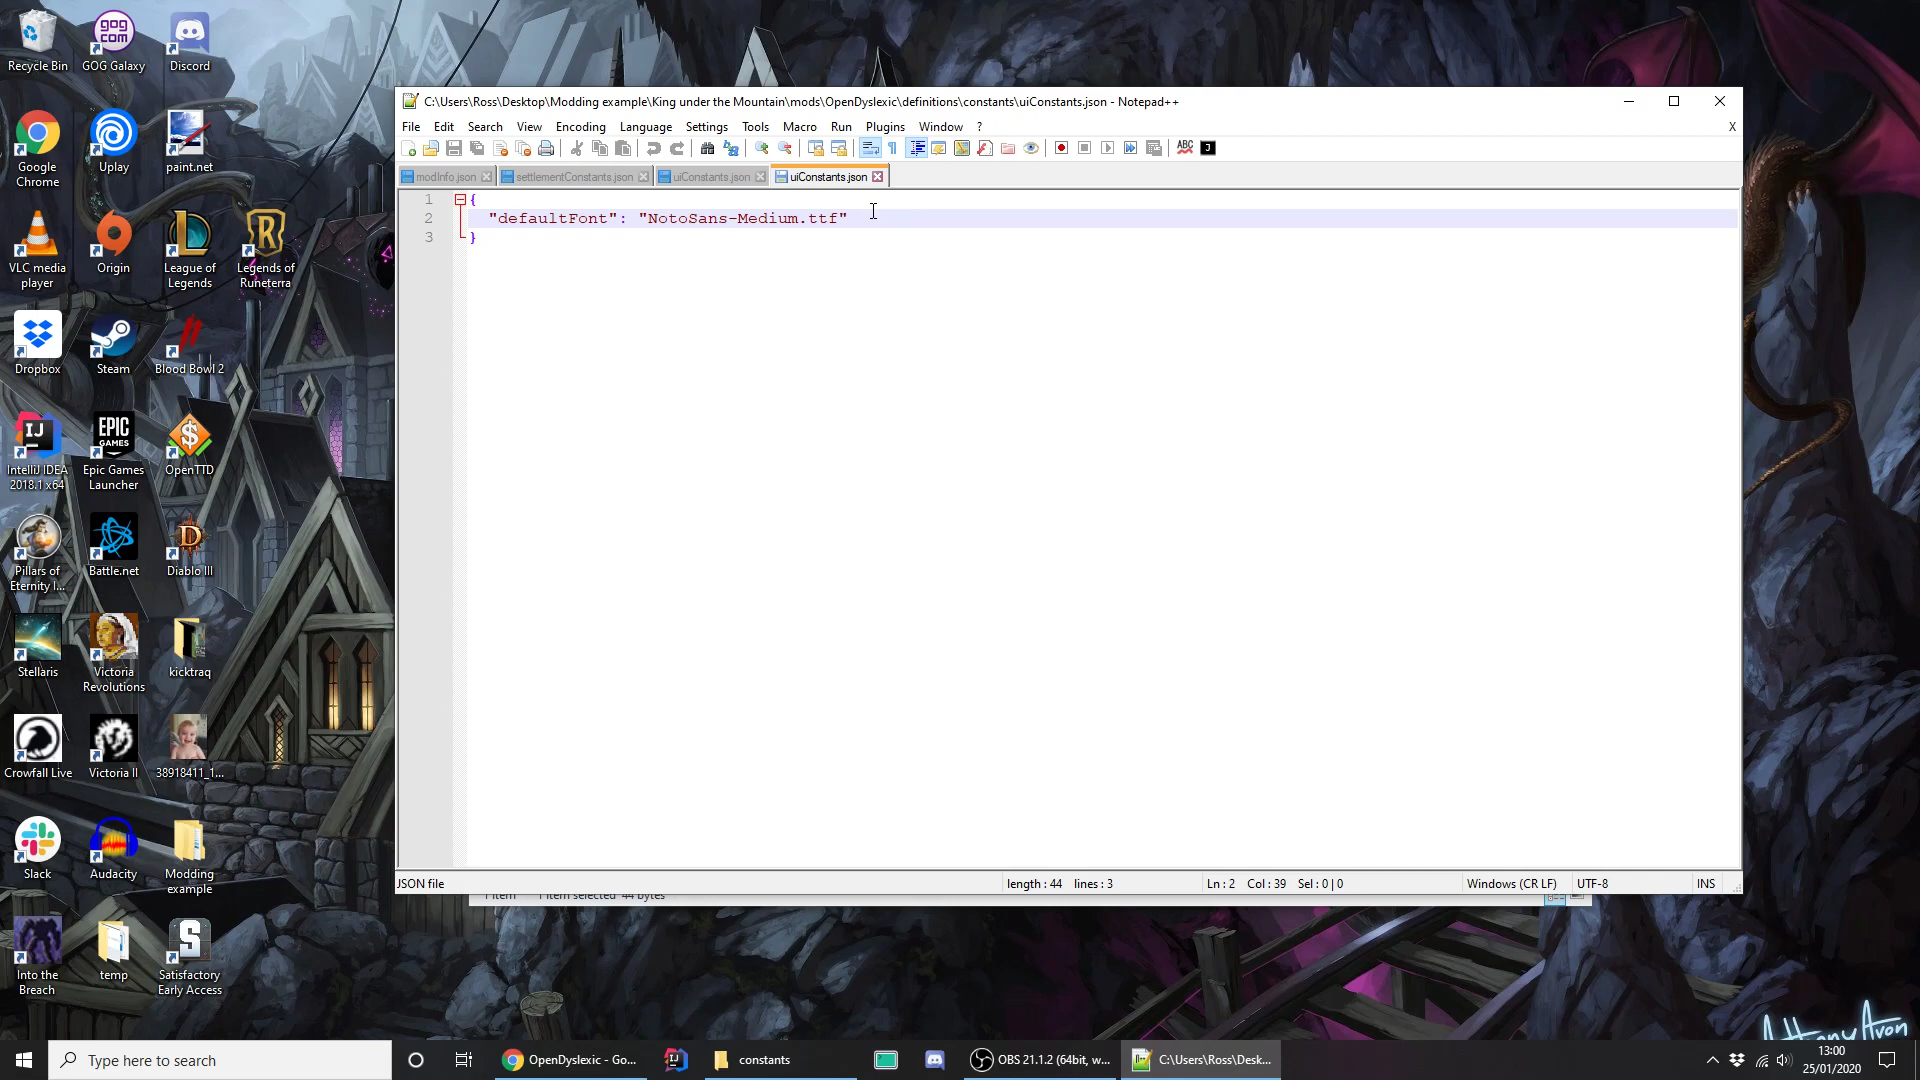 Recycle Bin
GOG Galaxy
Discord
Google Chrome
Uplay
paint.net
VLC media player
Origin
League of Legends
Legends of Runeterra
Dropbox
Steam
Blood Bowl 2
IntelliJ IDEA 2018.1 x64
Epic Games Launcher
OpenTTD
Pillars of Eternity I...
Battle.net
Diablo III
Stellaris
Victoria Revolutions
kicktraq
Crowfall Live
Victoria II
38918411_1...
Slack
Audacity
Modding example
Into the Breach
temp
Satisfactory Early Access
C:\Users\Ross\Desktop\Modding example\King under the Mountain\mods\OpenDyslexic\definitions\constants\uiConstants.json - Notepad++
File Edit Search View Encoding Language Settings Tools Macro Run Plugins Window ? X
modInfo.json settlementConstants.json uiConstants.json uiConstants.json
1 {
2 "defaultFont": "NotoSans-Medium.ttf"
3 }
JSON file length : 44 lines : 3 Ln : 2 Col : 39 Sel : 0 | 0 Windows (CR LF) UTF-8 INS
1 item 1 item selected 44 bytes
Type here to search
OpenDyslexic - Go...
constants
OBS 21.1.2 (64bit, w...
C:\Users\Ross\Desk...
13:00
25/01/2020